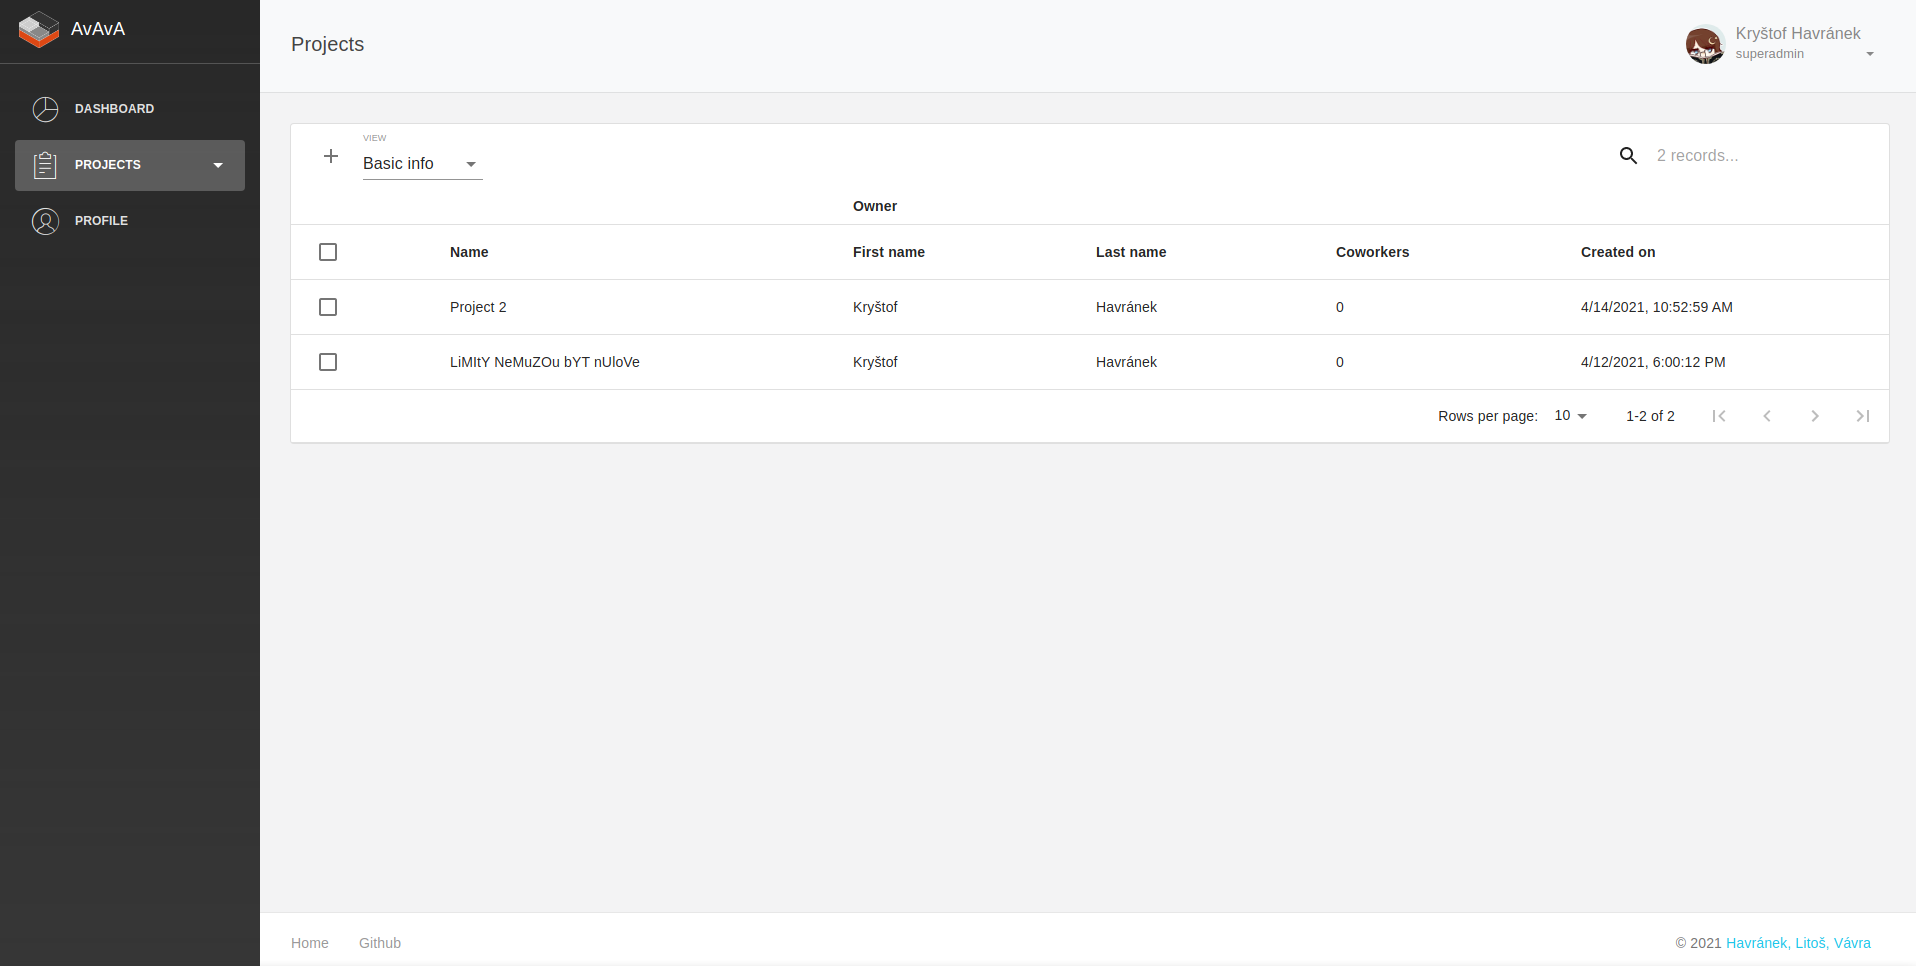 AvAvA
DASHBOARD
PROJECTS
PROFILE
Projects
Kryštof Havránek
superadmin
VIEW
Basic info
2 records...
Owner
Name First name Last name Coworkers Created on
Project 2 Kryštof Havránek 0 4/14/2021, 10:52:59 AM
LiMItY NeMuZOu bYT nUloVe Kryštof Havránek 0 4/12/2021, 6:00:12 PM
Rows per page: 10 1-2 of 2
Home Github © 2021 Havránek, Litoš, Vávra